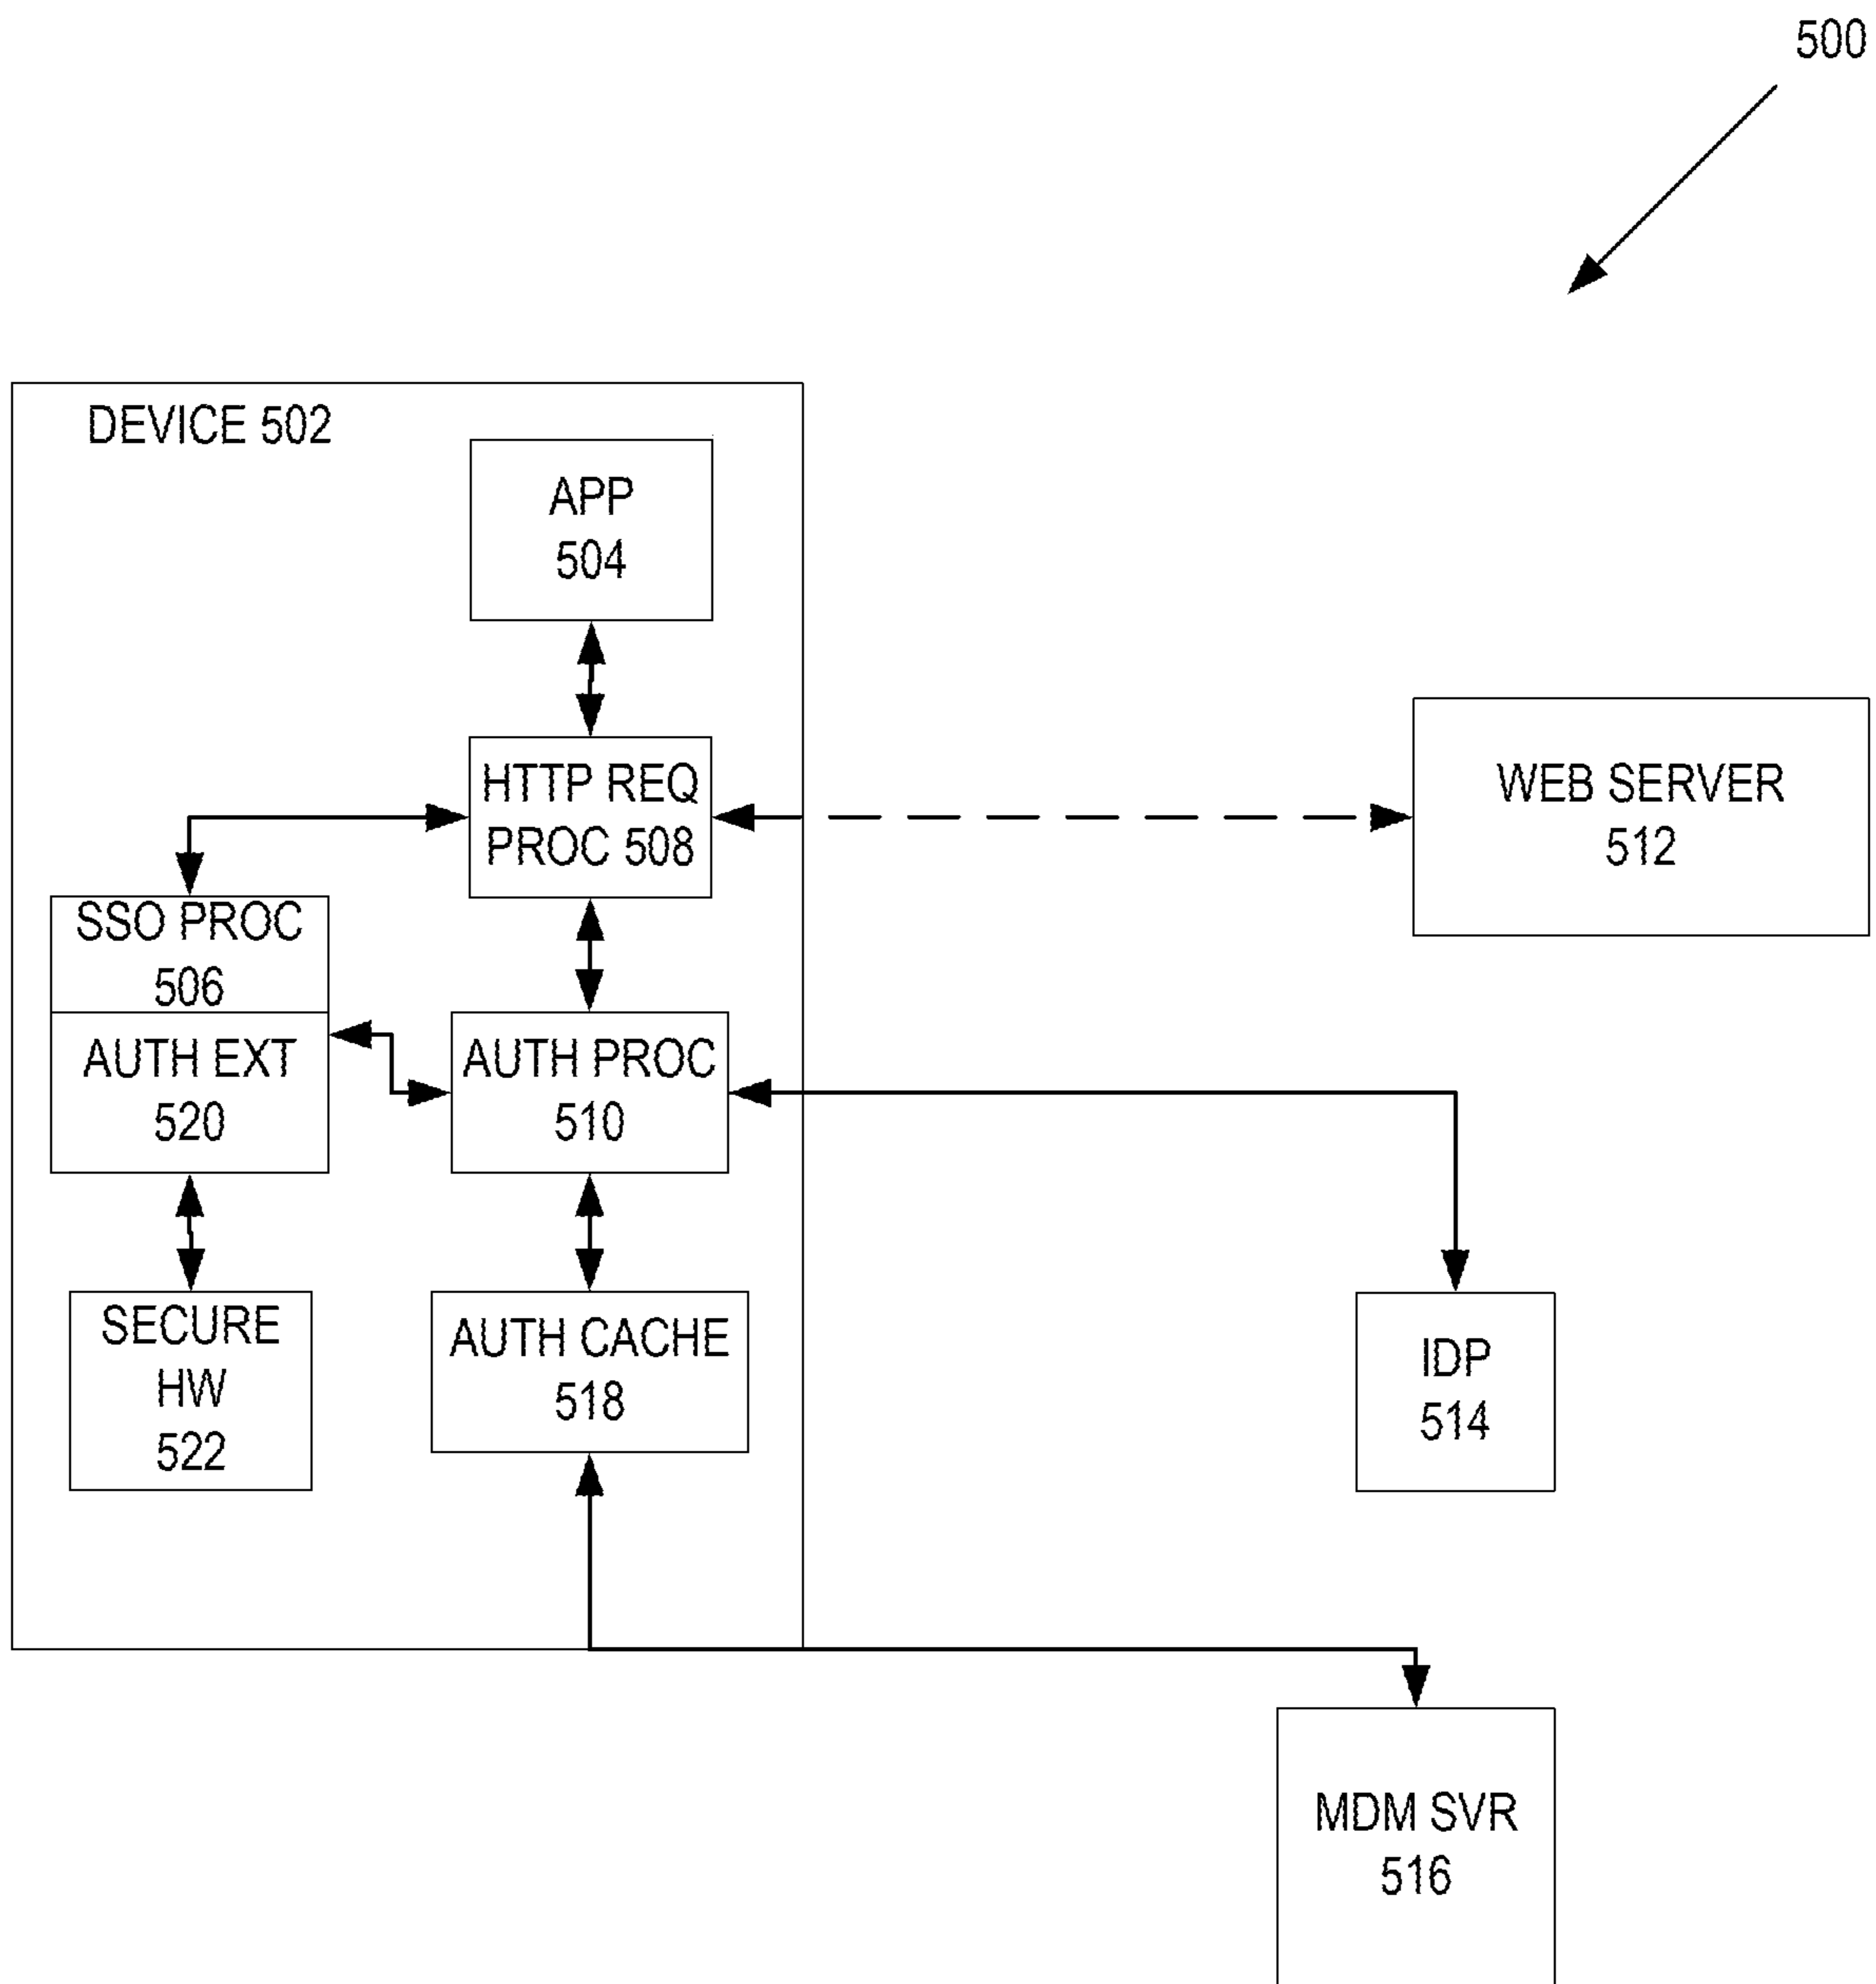 500
DEVICE 502
APP
504
HTTP REQ
PROC 508
WEB SERVER
512
SSO PROC
506
AUTH EXT
520
AUTH PROC
510
SECURE
HW
522
AUTH CACHE
518
IDP
514
MDM SVR
516